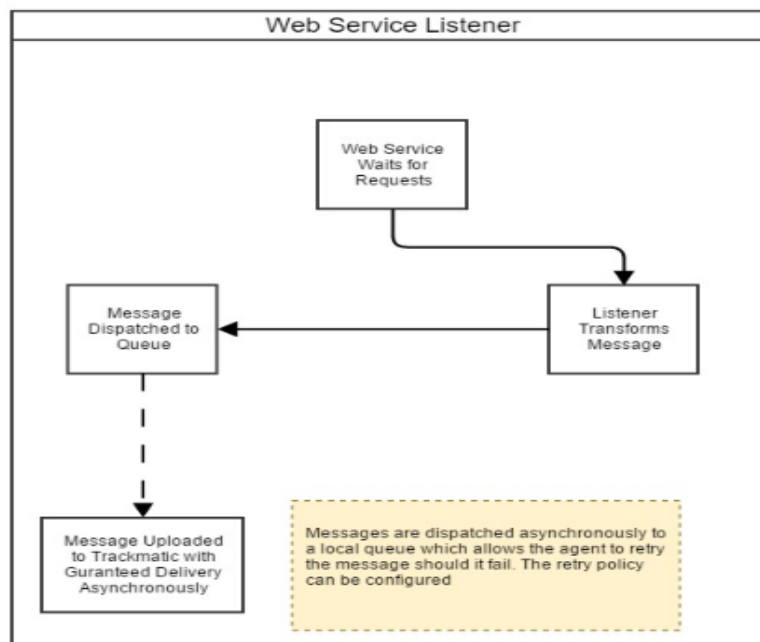 Web Service Listener
Web Service
Waits for
Requests
Listener
Transforms
Message
Message
Dispatched to
Queue
Message Uploaded
to Trackmatic with
Guranteed Delivery
Asynchronously
Messages are dispatched asynchronously to
a local queue which allows the agent to retry
the message should it fail. The retry policy
can be configured